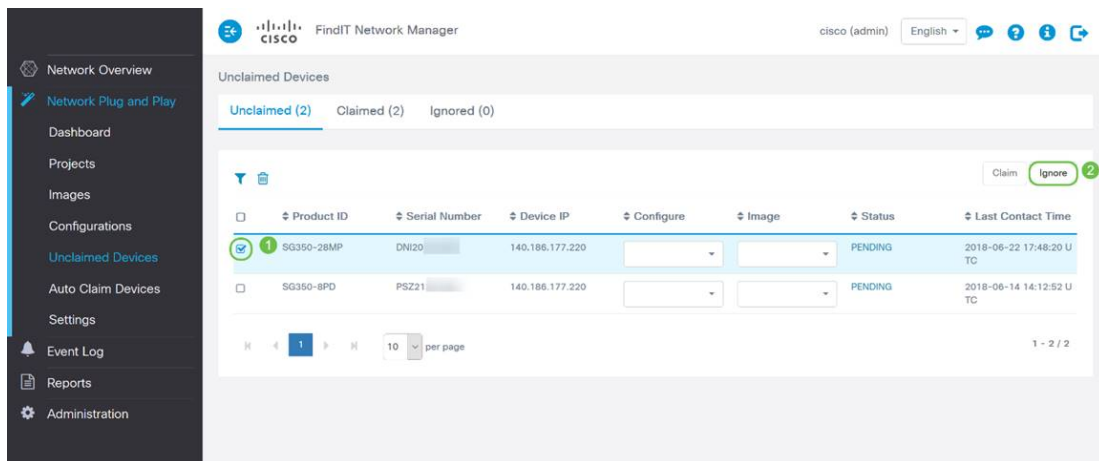 CISCO FindIT Network Manager cisco (admin) English
Network Overview
Network Plug and Play
Dashboard
Projects
Images
Configurations
Unclaimed Devices
Auto Claim Devices
Settings
Event Log
Reports
Administration
Unclaimed Devices
Unclaimed (2) Claimed (2) Ignored (0)
Claim Ignore 2
Product ID Serial Number Device IP Configure Image Status Last Contact Time
1 SG350-28MP DNI20 140.186.177.220 PENDING 2018-06-22 17:48:20 U
TC
SG350-8PD PSZ21 140.186.177.220 PENDING 2018-06-14 14:12:52 U
TC
1 10 per page 1 - 2 / 2